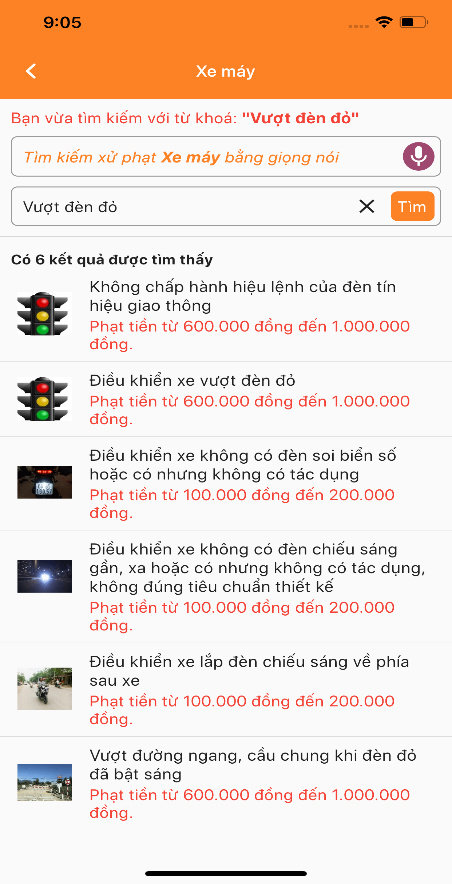 9:05
Xe máy
Bạn vừa tìm kiếm với từ khoá: "Vượt đèn đỏ"
Tìm kiếm xử phạt Xe máy bằng giọng nói
Vượt đèn đỏ
Tìm
Có 6 kết quả được tìm thấy
Không chấp hành hiệu lệnh của đèn tín
hiệu giao thông
Phạt tiền từ 600.000 đồng đến 1.000.000
đồng.
Điều khiển xe vượt đèn đỏ
Phạt tiền từ 600.000 đồng đến 1.000.000
đồng.
Điều khiển xe không có đèn soi biển số
hoặc có nhưng không có tác dụng
Phạt tiền từ 100.000 đồng đến 200.000
đồng.
Điều khiển xe không có đèn chiếu sáng
gần, xa hoặc có nhưng không có tác dụng,
không đúng tiêu chuẩn thiết kế
Phạt tiền từ 100.000 đồng đến 200.000
đồng.
Điều khiển xe lắp đèn chiếu sáng về phía
sau xe
Phạt tiền từ 100.000 đồng đến 200.000
đồng.
Vượt đường ngang, cầu chung khi đèn đỏ
đã bật sáng
Phạt tiền từ 600.000 đồng đến 1.000.000
đồng.